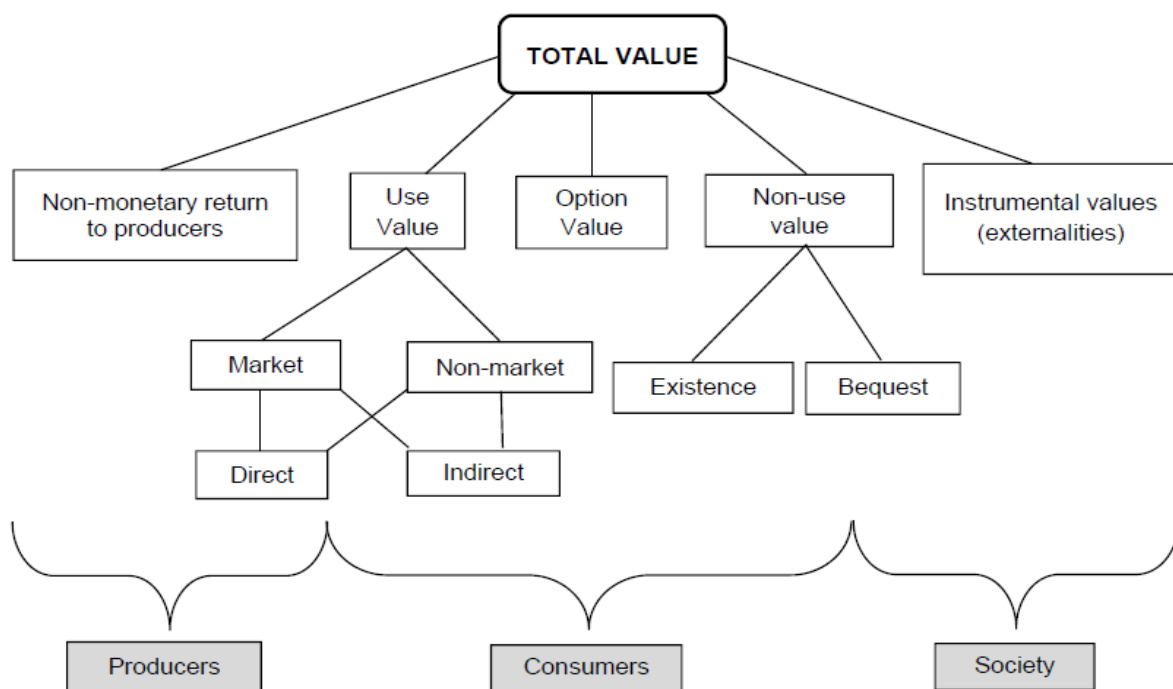 TOTAL VALUE
Non-monetary return
to producers
Use
Value
Option
Value
Non-use
value
Instrumental values
(externalities)
Market
Non-market
Existence
Bequest
Direct
Indirect
Producers
Consumers
Society